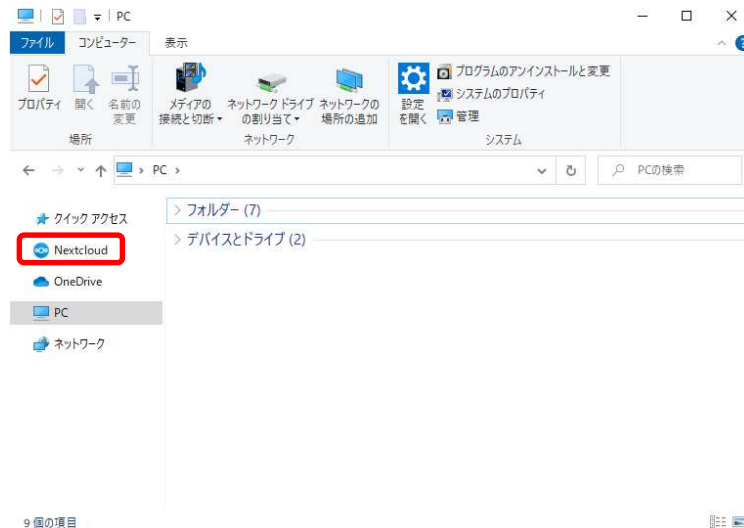 PC
ファイル コンピューター 表示
プロパティ 開く 名前の変更 メディアの接続と切断 ネットワーク ドライブの割り当て ネットワークの場所の追加 設定を開く プログラムのアンインストールと変更
システムのプロパティ
管理
場所 ネットワーク システム
PC PCの検索
クイック アクセス
フォルダー (7)
Nextcloud
デバイスとドライブ (2)
OneDrive
PC
ネットワーク
9 個の項目